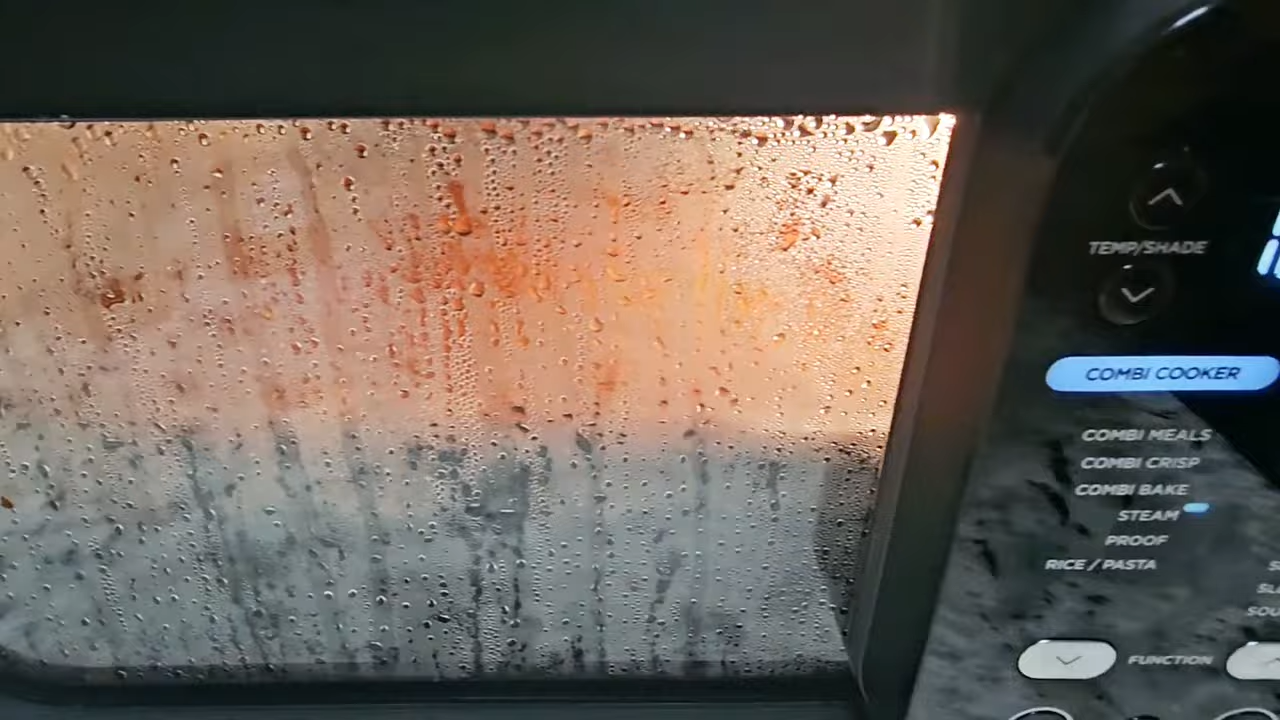 TEMP/SHADE
COMBI COOKER
COMBI MEALS
COMBI CRISP
COMBI BAKE
STEAM
PROOF
RICE / PASTA
FUNCTION